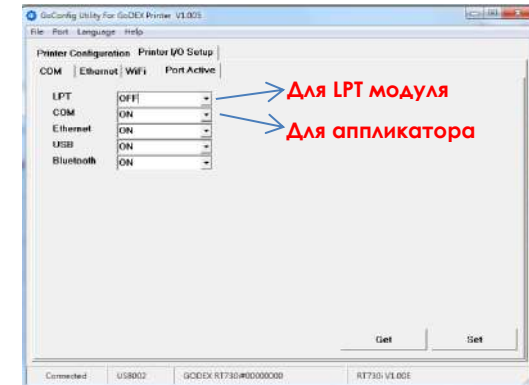 GoConfig Utility For GoDEX Printer V1.003
File Port Language Help
Printer Configuration Printer I/O Setup
COM Ethernet WiFi Port Active
LPT OFF
Для LPT модуля
COM ON
Для аппликатора
Ethernet ON
USB ON
Bluetooth ON
Get Set
Connected USB002 GODEX RT730i#00000000 RT730i V1.00E